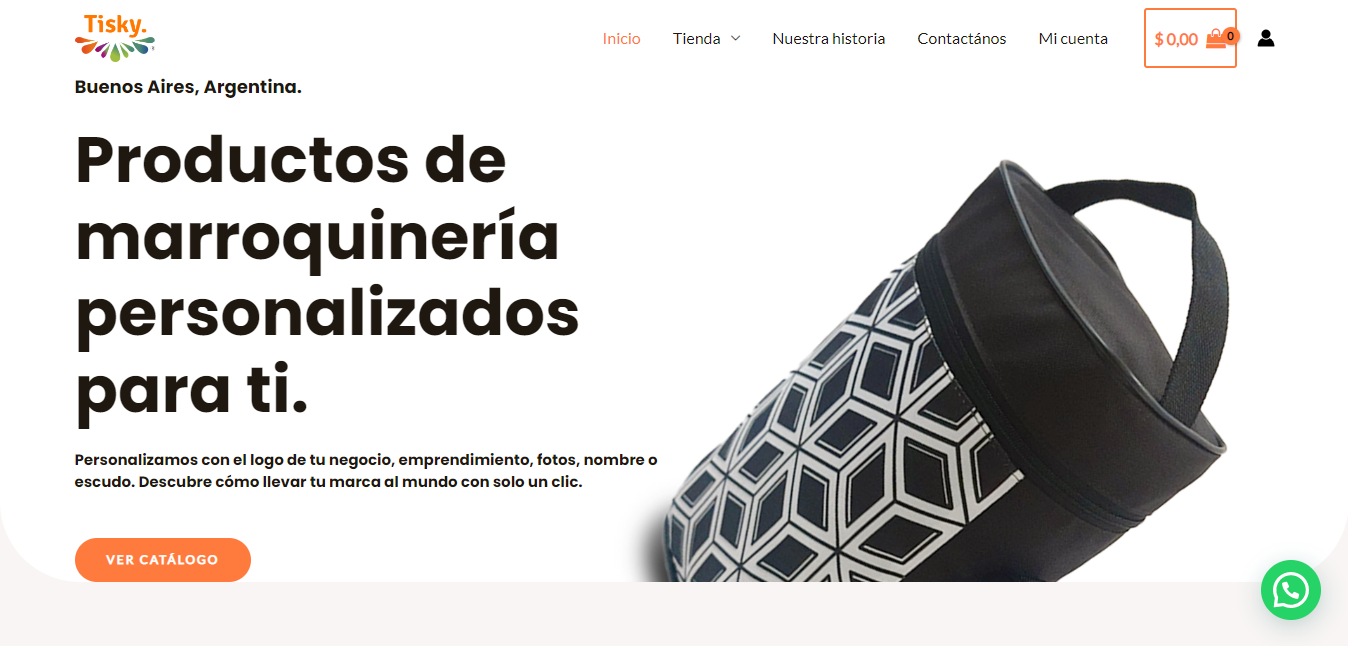 Tisky.
Inicio
Tienda
Nuestra historia
Contactános
Mi cuenta
$ 0,00
0
Buenos Aires, Argentina.
Productos de
marroquinería
personalizados
para ti.
Personalizamos con el logo de tu negocio, emprendimiento, fotos, nombre o
escudo. Descubre cómo llevar tu marca al mundo con solo un clic.
VER CATÁLOGO